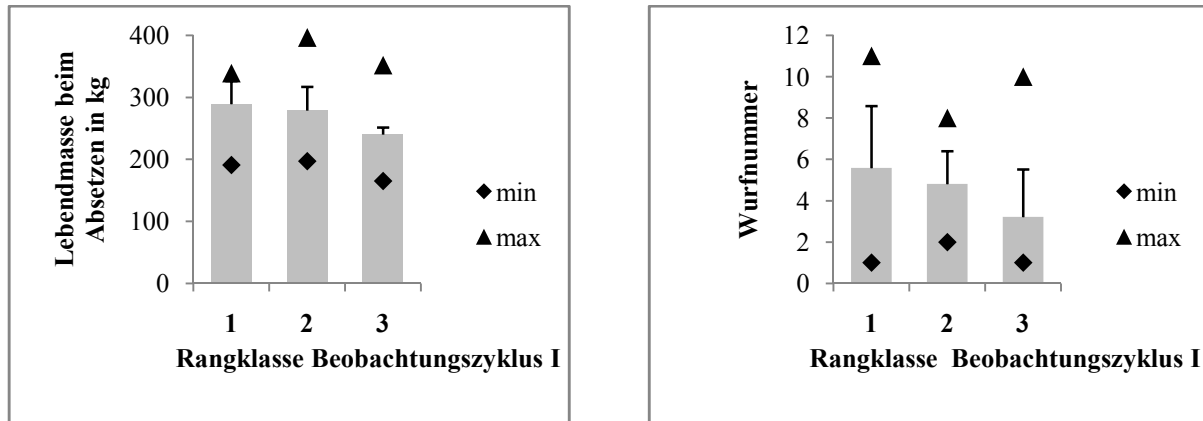 Lebendmasse beim
Absetzen in kg
400
300
200
100
0
1 2 3
Rangklasse Beobachtungszyklus I
min
max
Wurfnummer
12
10
8
6
4
2
0
1 2 3
Rangklasse Beobachtungszyklus I
min
max